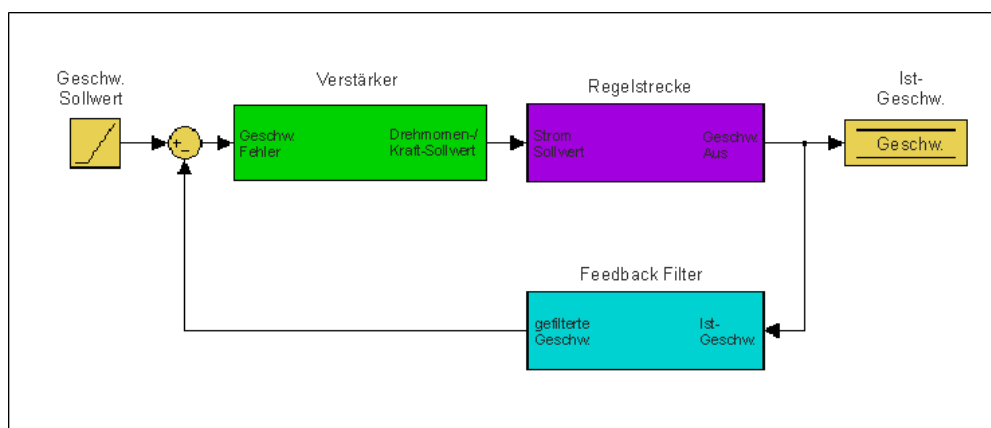 Geschw.
Sollwert
Verstärker
Regelstrecke
Ist-
Geschw.
+
−
Geschw.
Fehler
Drehmomen-/
Kraft-Sollwert
Strom
Sollwert
Geschw.
Aus
Geschw.
Feedback Filter
gefilterte
Geschw.
Ist-
Geschw.